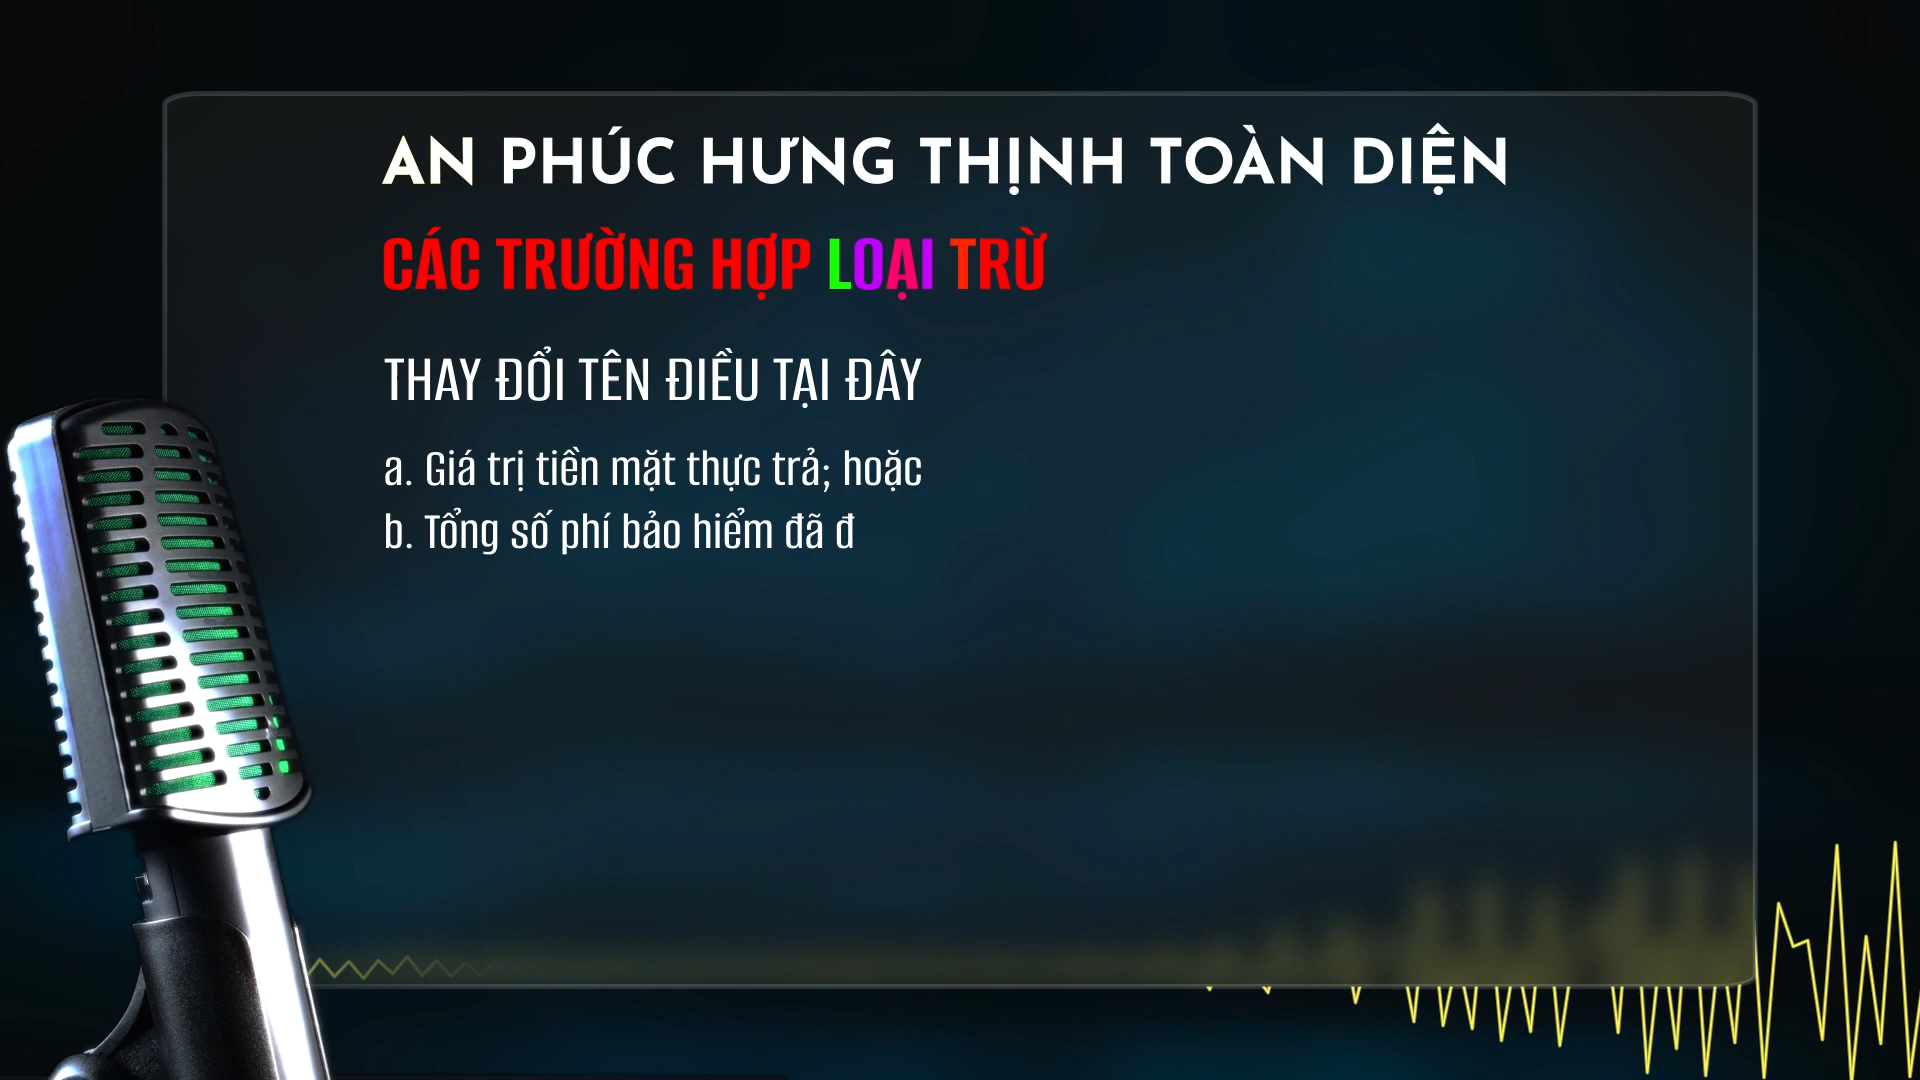 AN PHÚC HƯNG THỊNH TOÀN DIỆN
CÁC TRƯỜNG HỢP LOẠI TRỪ
THAY ĐỔI TÊN ĐIỀU TẠI ĐÂY
a. Giá trị tiền mặt thực trả; hoặc
b. Tổng số phí bảo hiểm đã đ